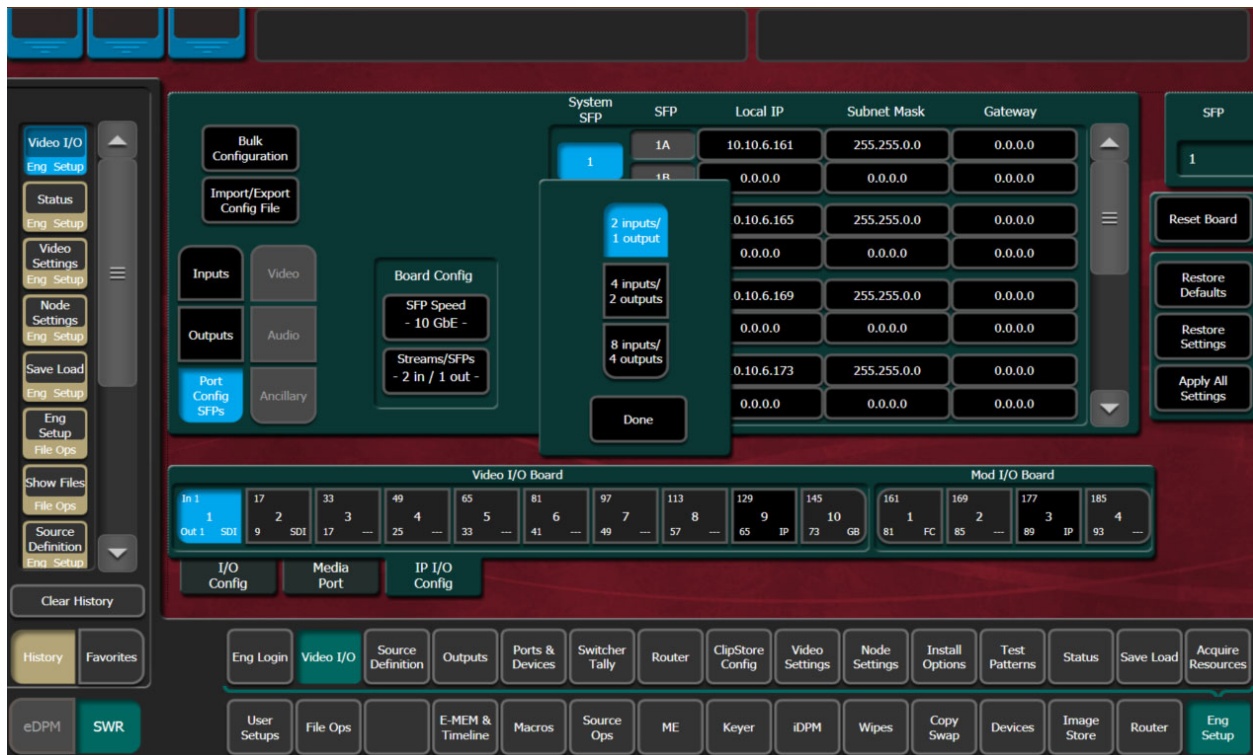 Video I/O
Eng Setup
Status
Eng Setup
Video
Settings
Eng Setup
Node
Settings
Eng Setup
Save Load
Eng Setup
Eng
Setup
File Ops
Show Files
File Ops
Source
Definition
Eng Setup
Clear History
History Favorites
eDPM SWR
Bulk
Configuration
Import/Export
Config File
Inputs Video
Outputs Audio
Port
Config
SFPs
Ancillary
Board Config
SFP Speed
- 10 GbE -
Streams/SFPs
- 2 in / 1 out -
System
SFP
SFP Local IP Subnet Mask Gateway
1
1A 10.10.6.161 255.255.0.0 0.0.0.0
1B 0.0.0.0 0.0.0.0 0.0.0.0
0.10.6.165 255.255.0.0 0.0.0.0
0.0.0.0 0.0.0.0 0.0.0.0
0.10.6.169 255.255.0.0 0.0.0.0
0.0.0.0 0.0.0.0 0.0.0.0
0.10.6.173 255.255.0.0 0.0.0.0
0.0.0.0 0.0.0.0 0.0.0.0
2 inputs/
1 output
4 inputs/
2 outputs
8 inputs/
4 outputs
Done
SFP
1
Reset Board
Restore
Defaults
Restore
Settings
Apply All
Settings
Video I/O Board Mod I/O Board
In 1 17 33 49 65 81 97 113 129 145 161 169 177 185
1 2 3 4 5 6 7 8 9 10 1 2 3 4
Out 1 SDI 9 SDI 17 --- 25 --- 33 --- 41 --- 49 --- 57 --- 65 IP 73 GB 81 FC 85 --- 89 IP 93 ---
I/O
Config
Media
Port
IP I/O
Config
Eng Login Video I/O
Source
Definition
Outputs
Ports &
Devices
Switcher
Tally
Router
ClipStore
Config
Video
Settings
Node
Settings
Install
Options
Test
Patterns
Status Save Load
Acquire
Resources
User
Setups
File Ops
E-MEM &
Timeline
Macros
Source
Ops
ME Keyer iDPM Wipes
Copy
Swap
Devices
Image
Store
Router
Eng
Setup